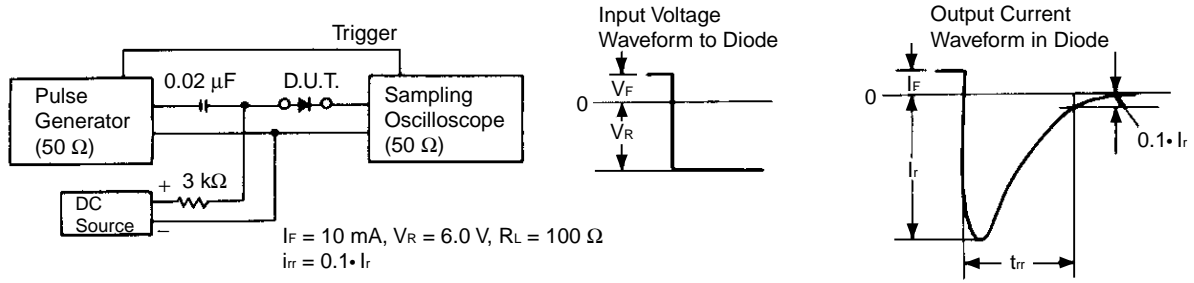 Trigger
0.02 μF
D.U.T.
Pulse
Generator
(50 Ω)
Sampling
Oscilloscope
(50 Ω)
+
3 kΩ
DC
Source
−
IF = 10 mA, VR = 6.0 V, RL = 100 Ω
irr = 0.1• Ir
Input Voltage
Waveform to Diode
VF
0
VR
Output Current
Waveform in Diode
IF
0
0.1• Ir
Ir
trr